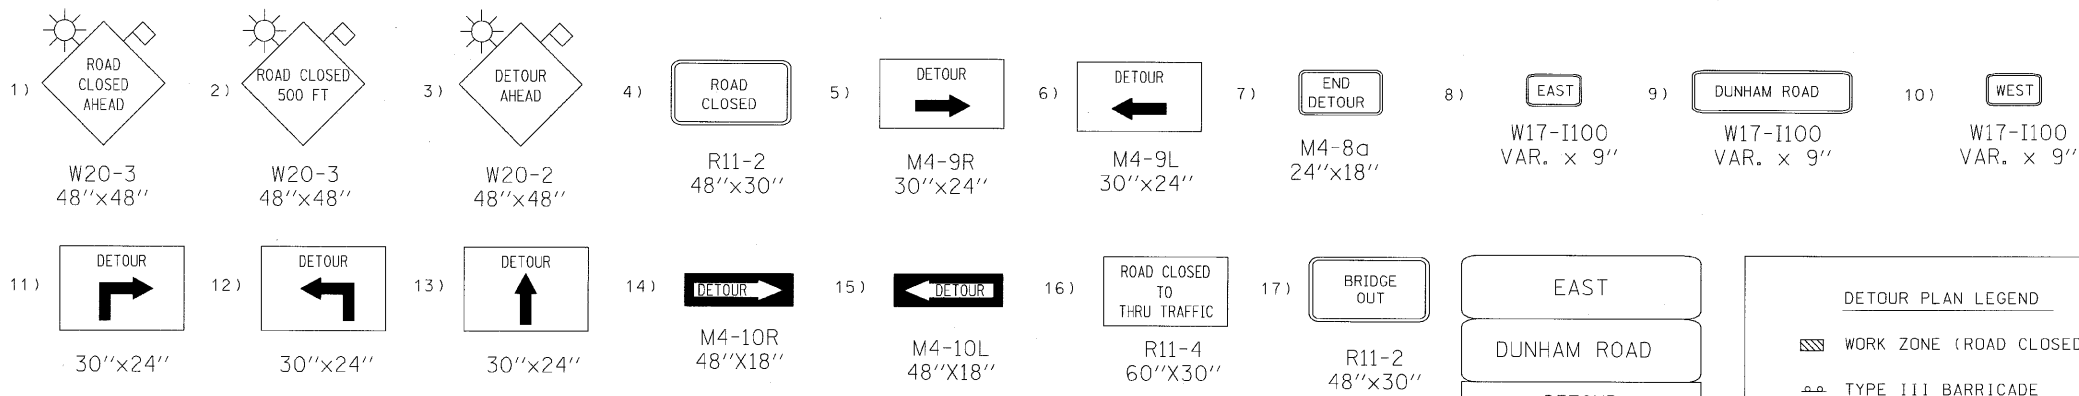 1)
ROAD
CLOSED
AHEAD
W20-3
48"x48"
2)
ROAD CLOSED
500 FT
W20-3
48"x48"
3)
DETOUR
AHEAD
W20-2
48"x48"
4)
ROAD
CLOSED
R11-2
48"x30"
5)
DETOUR
M4-9R
30"x24"
6)
DETOUR
M4-9L
30"x24"
7)
END
DETOUR
M4-8a
24"x18"
8)
EAST
W17-I100
VAR. x 9"
9)
DUNHAM ROAD
W17-I100
VAR. x 9"
10)
WEST
W17-I100
VAR. x 9"
11)
DETOUR
30"x24"
12)
DETOUR
30"x24"
13)
DETOUR
30"x24"
14)
DETOUR
M4-10R
48"X18"
15)
DETOUR
M4-10L
48"X18"
16)
ROAD CLOSED
TO
THRU TRAFFIC
R11-4
60"X30"
17)
BRIDGE
OUT
R11-2
48"x30"
EAST
DUNHAM ROAD
DETOUR PLAN LEGEND
WORK ZONE (ROAD CLOSED
TYPE III BARRICADE